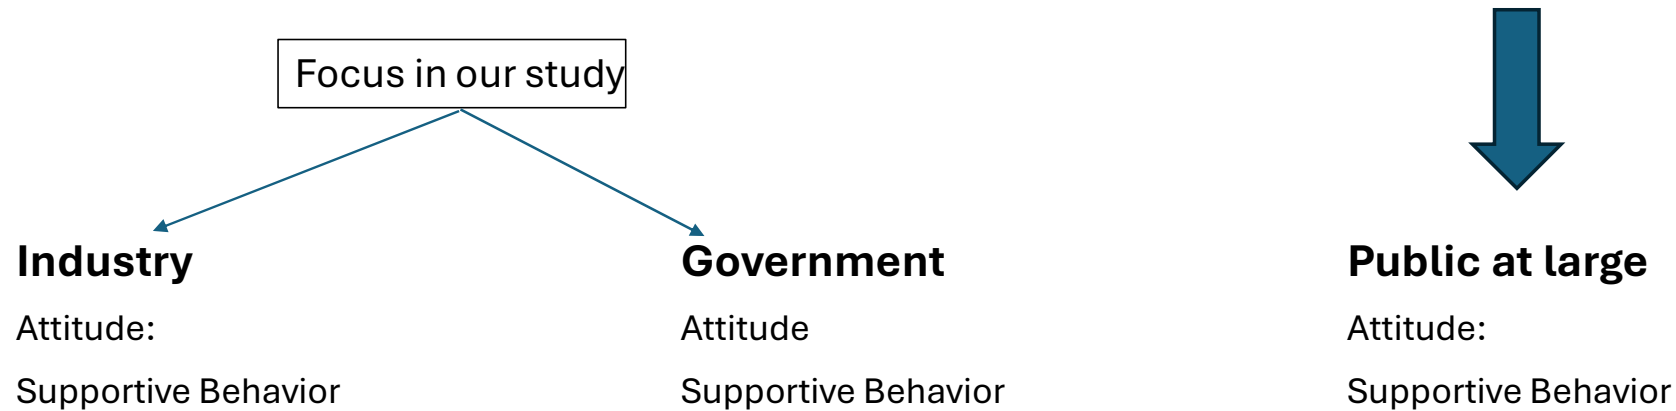 Focus in our study
Industry
Attitude:
Supportive Behavior
Government
Attitude
Supportive Behavior
Public at large
Attitude:
Supportive Behavior